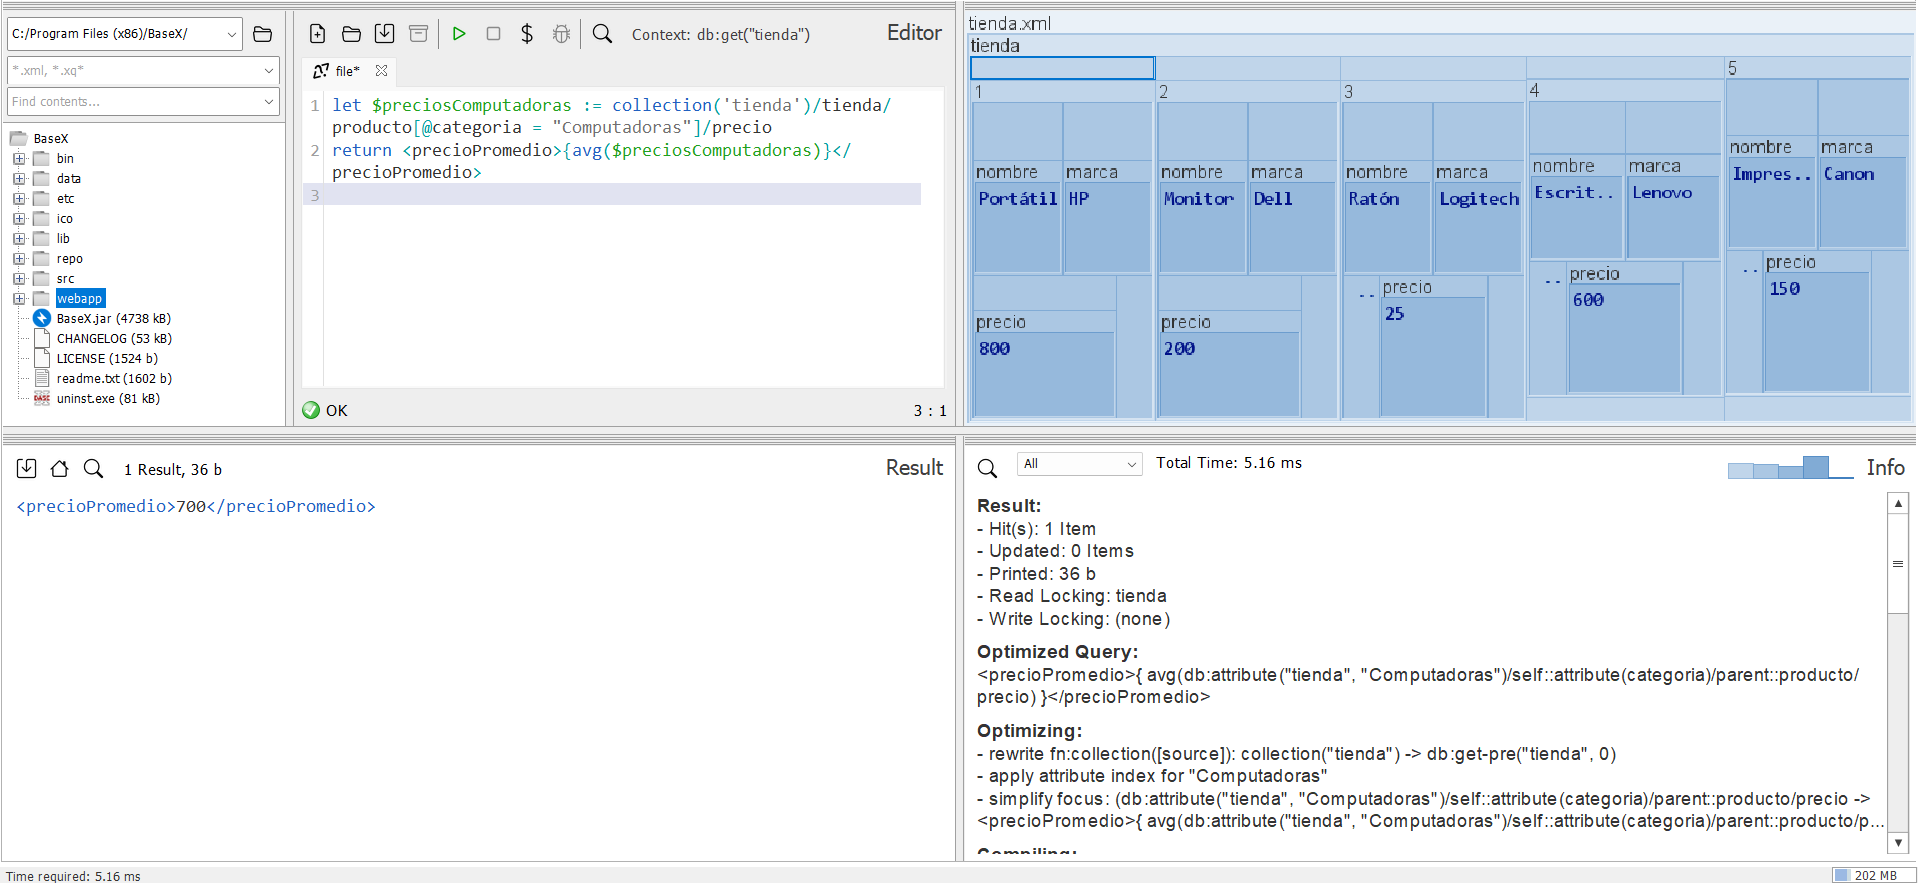 C:/Program Files (x86)/BaseX/
*.xml, *.xq*
Find contents...
BaseX
bin
data
etc
ico
lib
repo
src
webapp
BaseX.jar (4738 kB)
CHANGELOG (53 kB)
LICENSE (1524 b)
readme.txt (1602 b)
uninst.exe (81 kB)
Context: db:get("tienda")
Editor
file*
1 let $preciosComputadoras := collection('tienda')/tienda/
producto[@categoria = "Computadoras"]/precio
2 return <precioPromedio>{avg($preciosComputadoras)}</
precioPromedio>
3
OK
3 : 1
tienda.xml
tienda
1
nombre
Portátil
marca
HP
precio
800
2
nombre
Monitor
marca
Dell
precio
200
3
nombre
Ratón
marca
Logitech
..
precio
25
4
nombre
Escrit..
marca
Lenovo
..
precio
600
5
nombre
Impres..
marca
Canon
..
precio
150
1 Result, 36 b
Result
<precioPromedio>700</precioPromedio>
All
Total Time: 5.16 ms
Info
Result:
- Hit(s): 1 Item
- Updated: 0 Items
- Printed: 36 b
- Read Locking: tienda
- Write Locking: (none)
Optimized Query:
<precioPromedio>{ avg(db:attribute("tienda", "Computadoras")/self::attribute(categoria)/parent::producto/
precio) }</precioPromedio>
Optimizing:
- rewrite fn:collection([source]): collection("tienda") -> db:get-pre("tienda", 0)
- apply attribute index for "Computadoras"
- simplify focus: (db:attribute("tienda", "Computadoras")/self::attribute(categoria)/parent::producto/precio ->
<precioPromedio>{ avg(db:attribute("tienda", "Computadoras")/self::attribute(categoria)/parent::producto/p...
Compiling:
Time required: 5.16 ms
202 MB